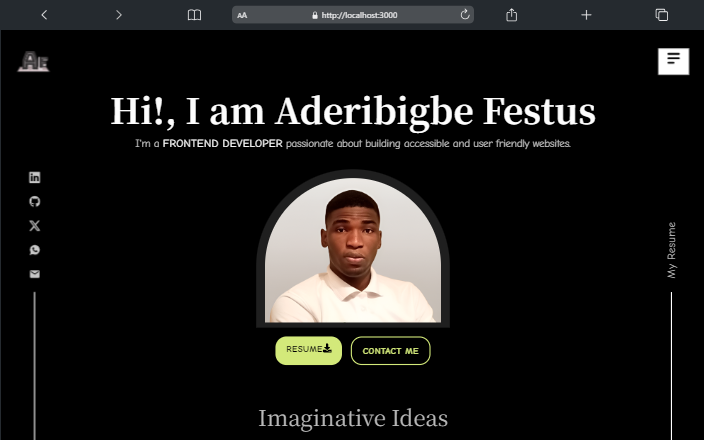 AA http://localhost:3000
AE
Hi!, I am Aderibigbe Festus
I'm a FRONTEND DEVELOPER passionate about building accessible and user friendly websites.
My Resume
RESUME
CONTACT ME
Imaginative Ideas